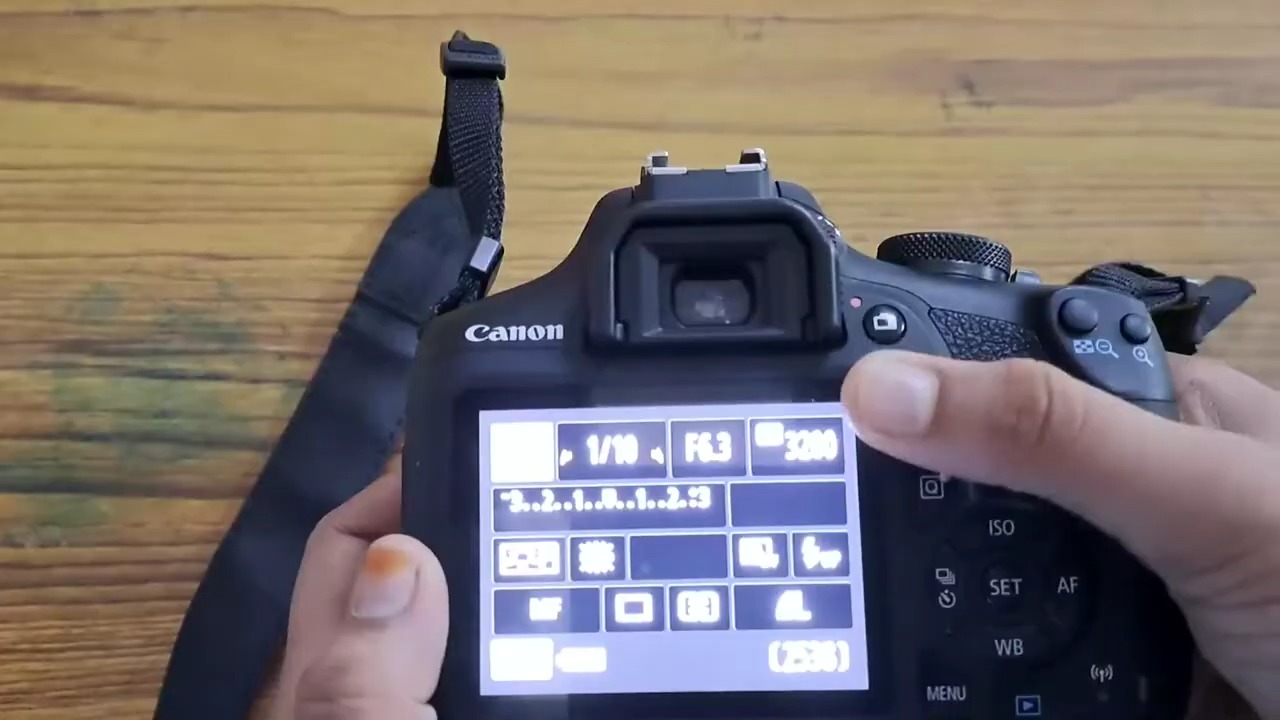 Canon
1/10 F6.3 3200
-3..2..1..0..1..2.:3
MF
(2536)
Q
ISO
SET AF
WB
MENU